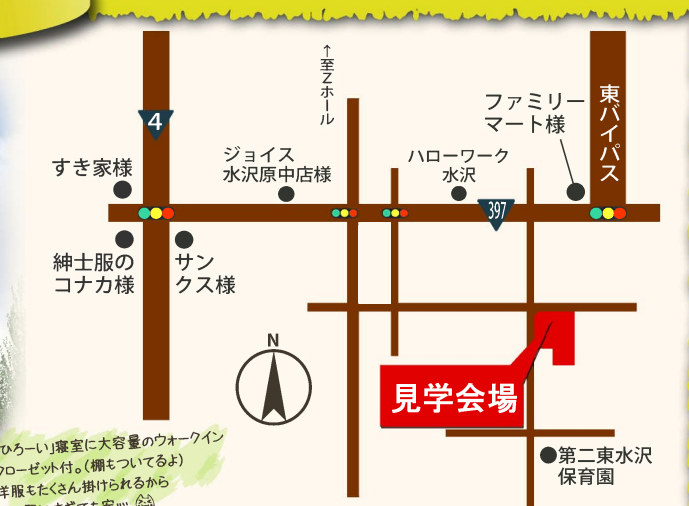 ↑至Zホール
4
東バイパス
ファミリー
マート様
すき家様
ジョイス
水沢原中店様
ハローワーク
水沢
397
紳士服の
コナカ様
サン
クス様
N
見学会場
第二東水沢
保育園
ひろーい」寝室に大容量のウォークイン
クローゼット付。(棚もついてるよ)
洋服もたくさん掛けられるから